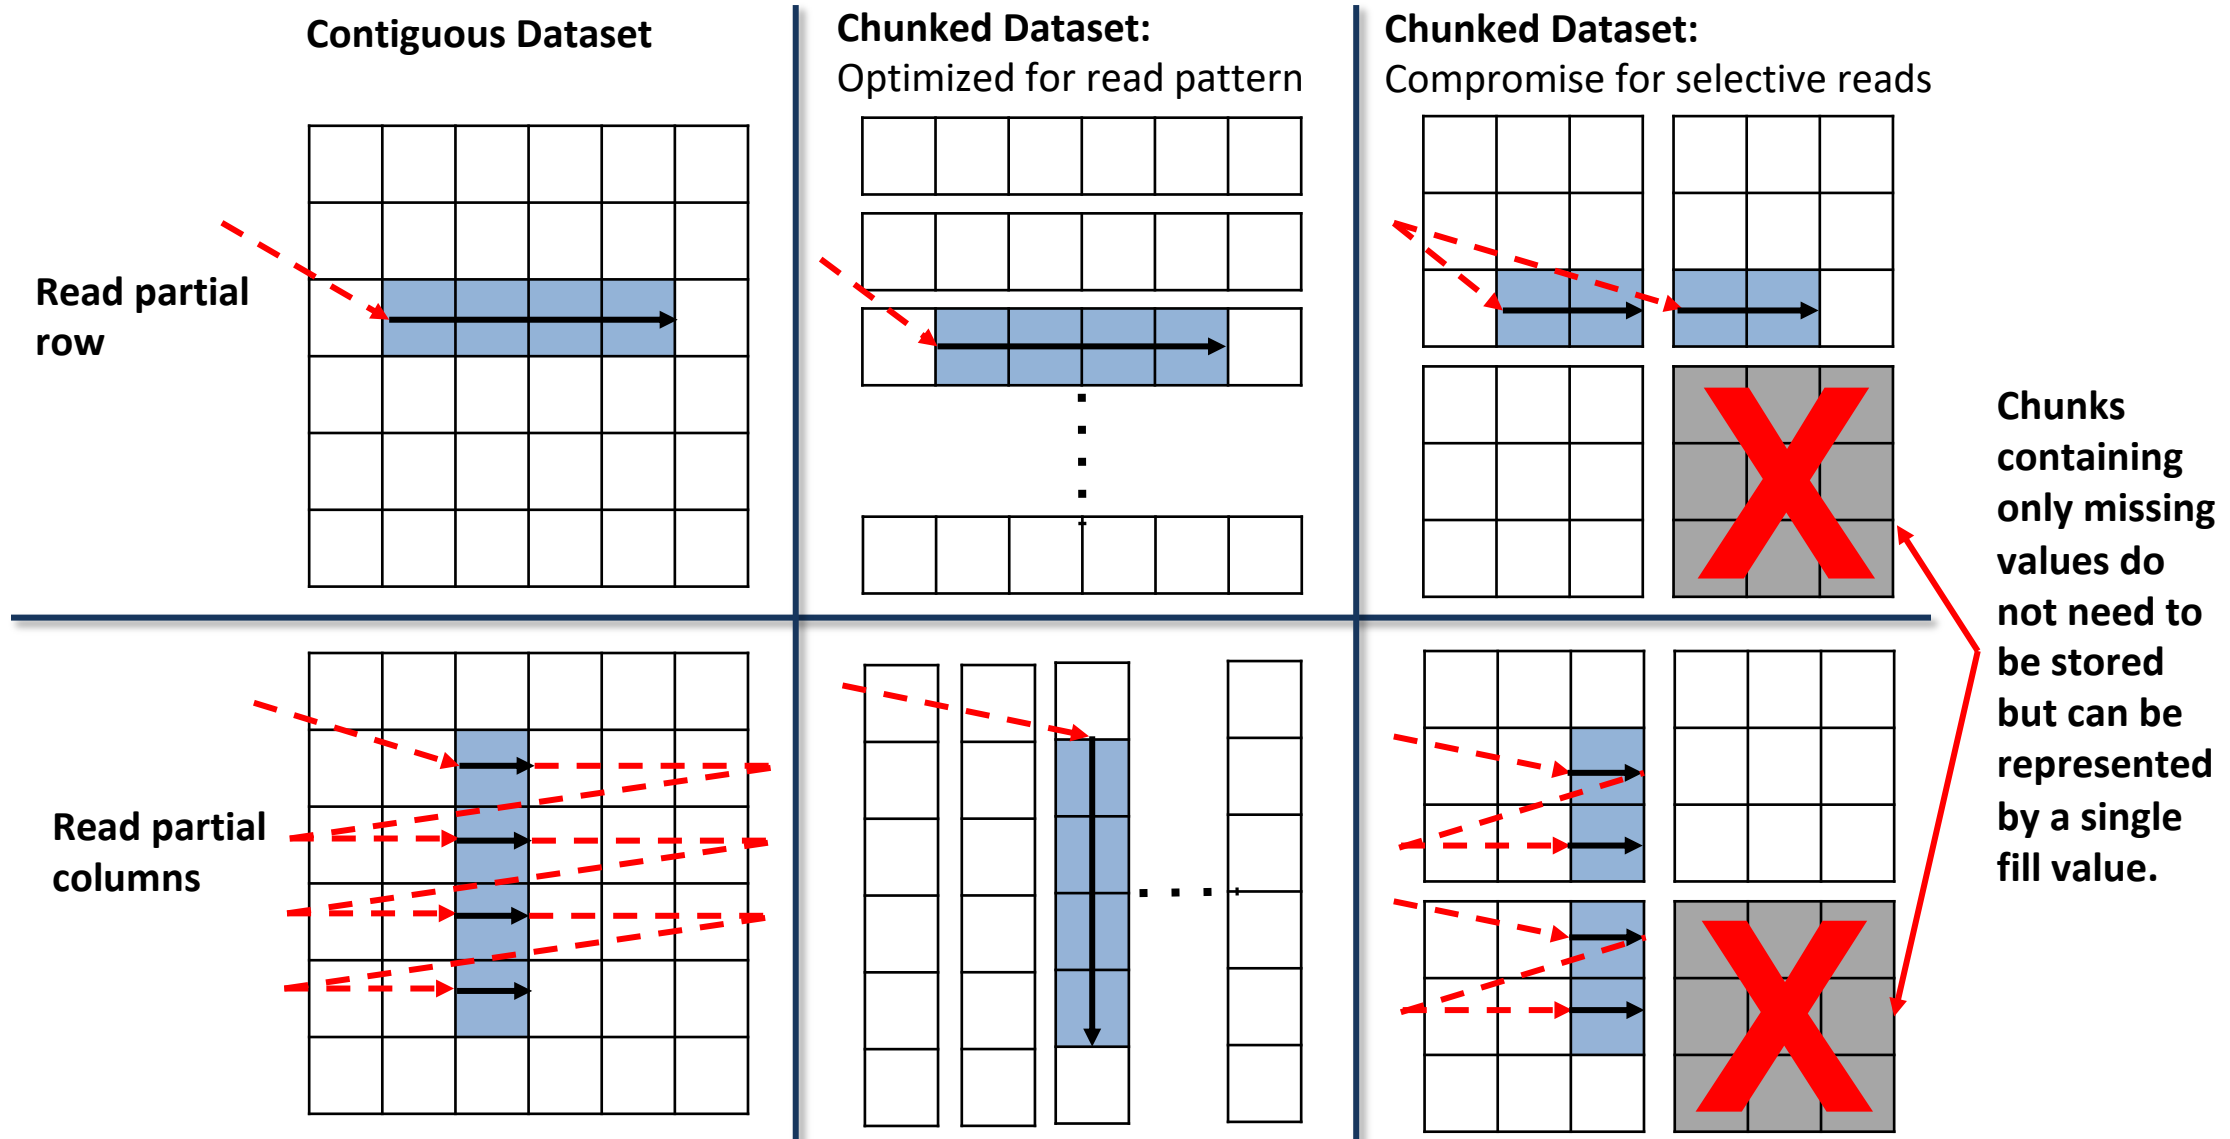 Contiguous Dataset
Chunked Dataset:
Optimized for read pattern
Chunked Dataset:
Compromise for selective reads
Read partial
row
Read partial
columns
Chunks
containing
only missing
values do
not need to
be stored
but can be
represented
by a single
fill value.
X
X